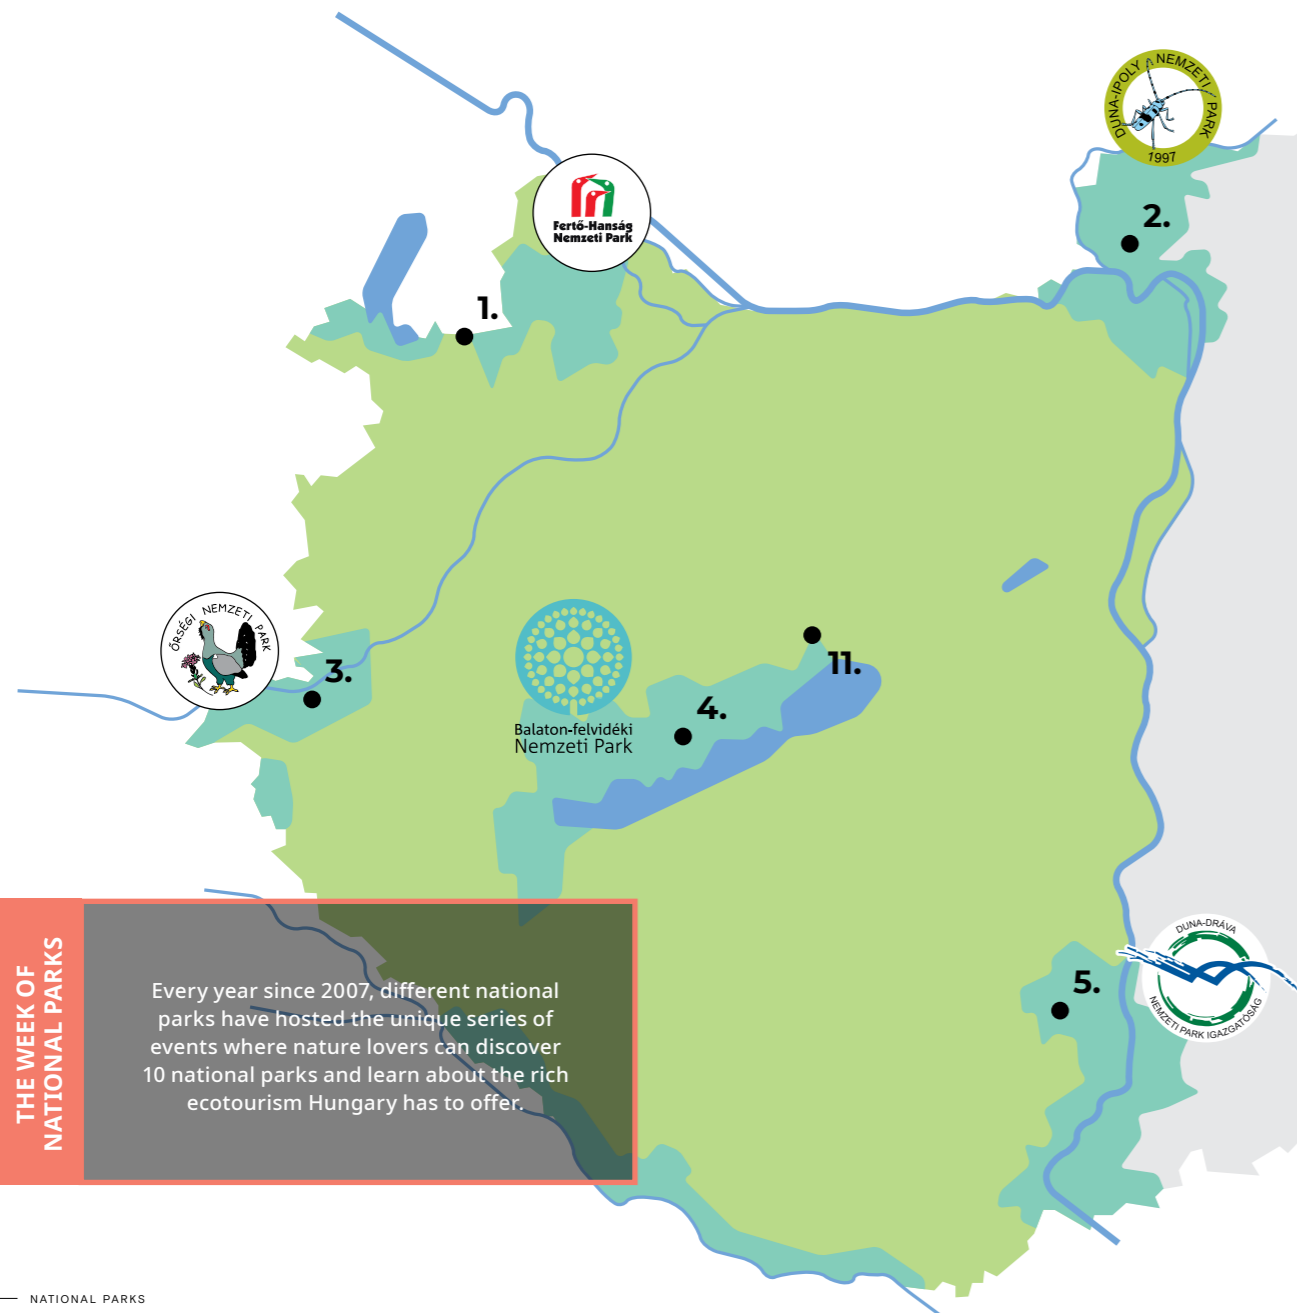 DUNA-IPOLY NEMZETI PARK
1997
Fertő-Hanság
Nemzeti Park
2.
1.
ŐRSÉGI NEMZETI PARK
3.
Balaton-felvidéki
Nemzeti Park
4.
11.
5.
DUNA-DRÁVA
NEMZETI PARK IGAZGATÓSÁG
THE WEEK OF
NATIONAL PARKS
Every year since 2007, different national
parks have hosted the unique series of
events where nature lovers can discover
10 national parks and learn about the rich
ecotourism Hungary has to offer.
NATIONAL PARKS